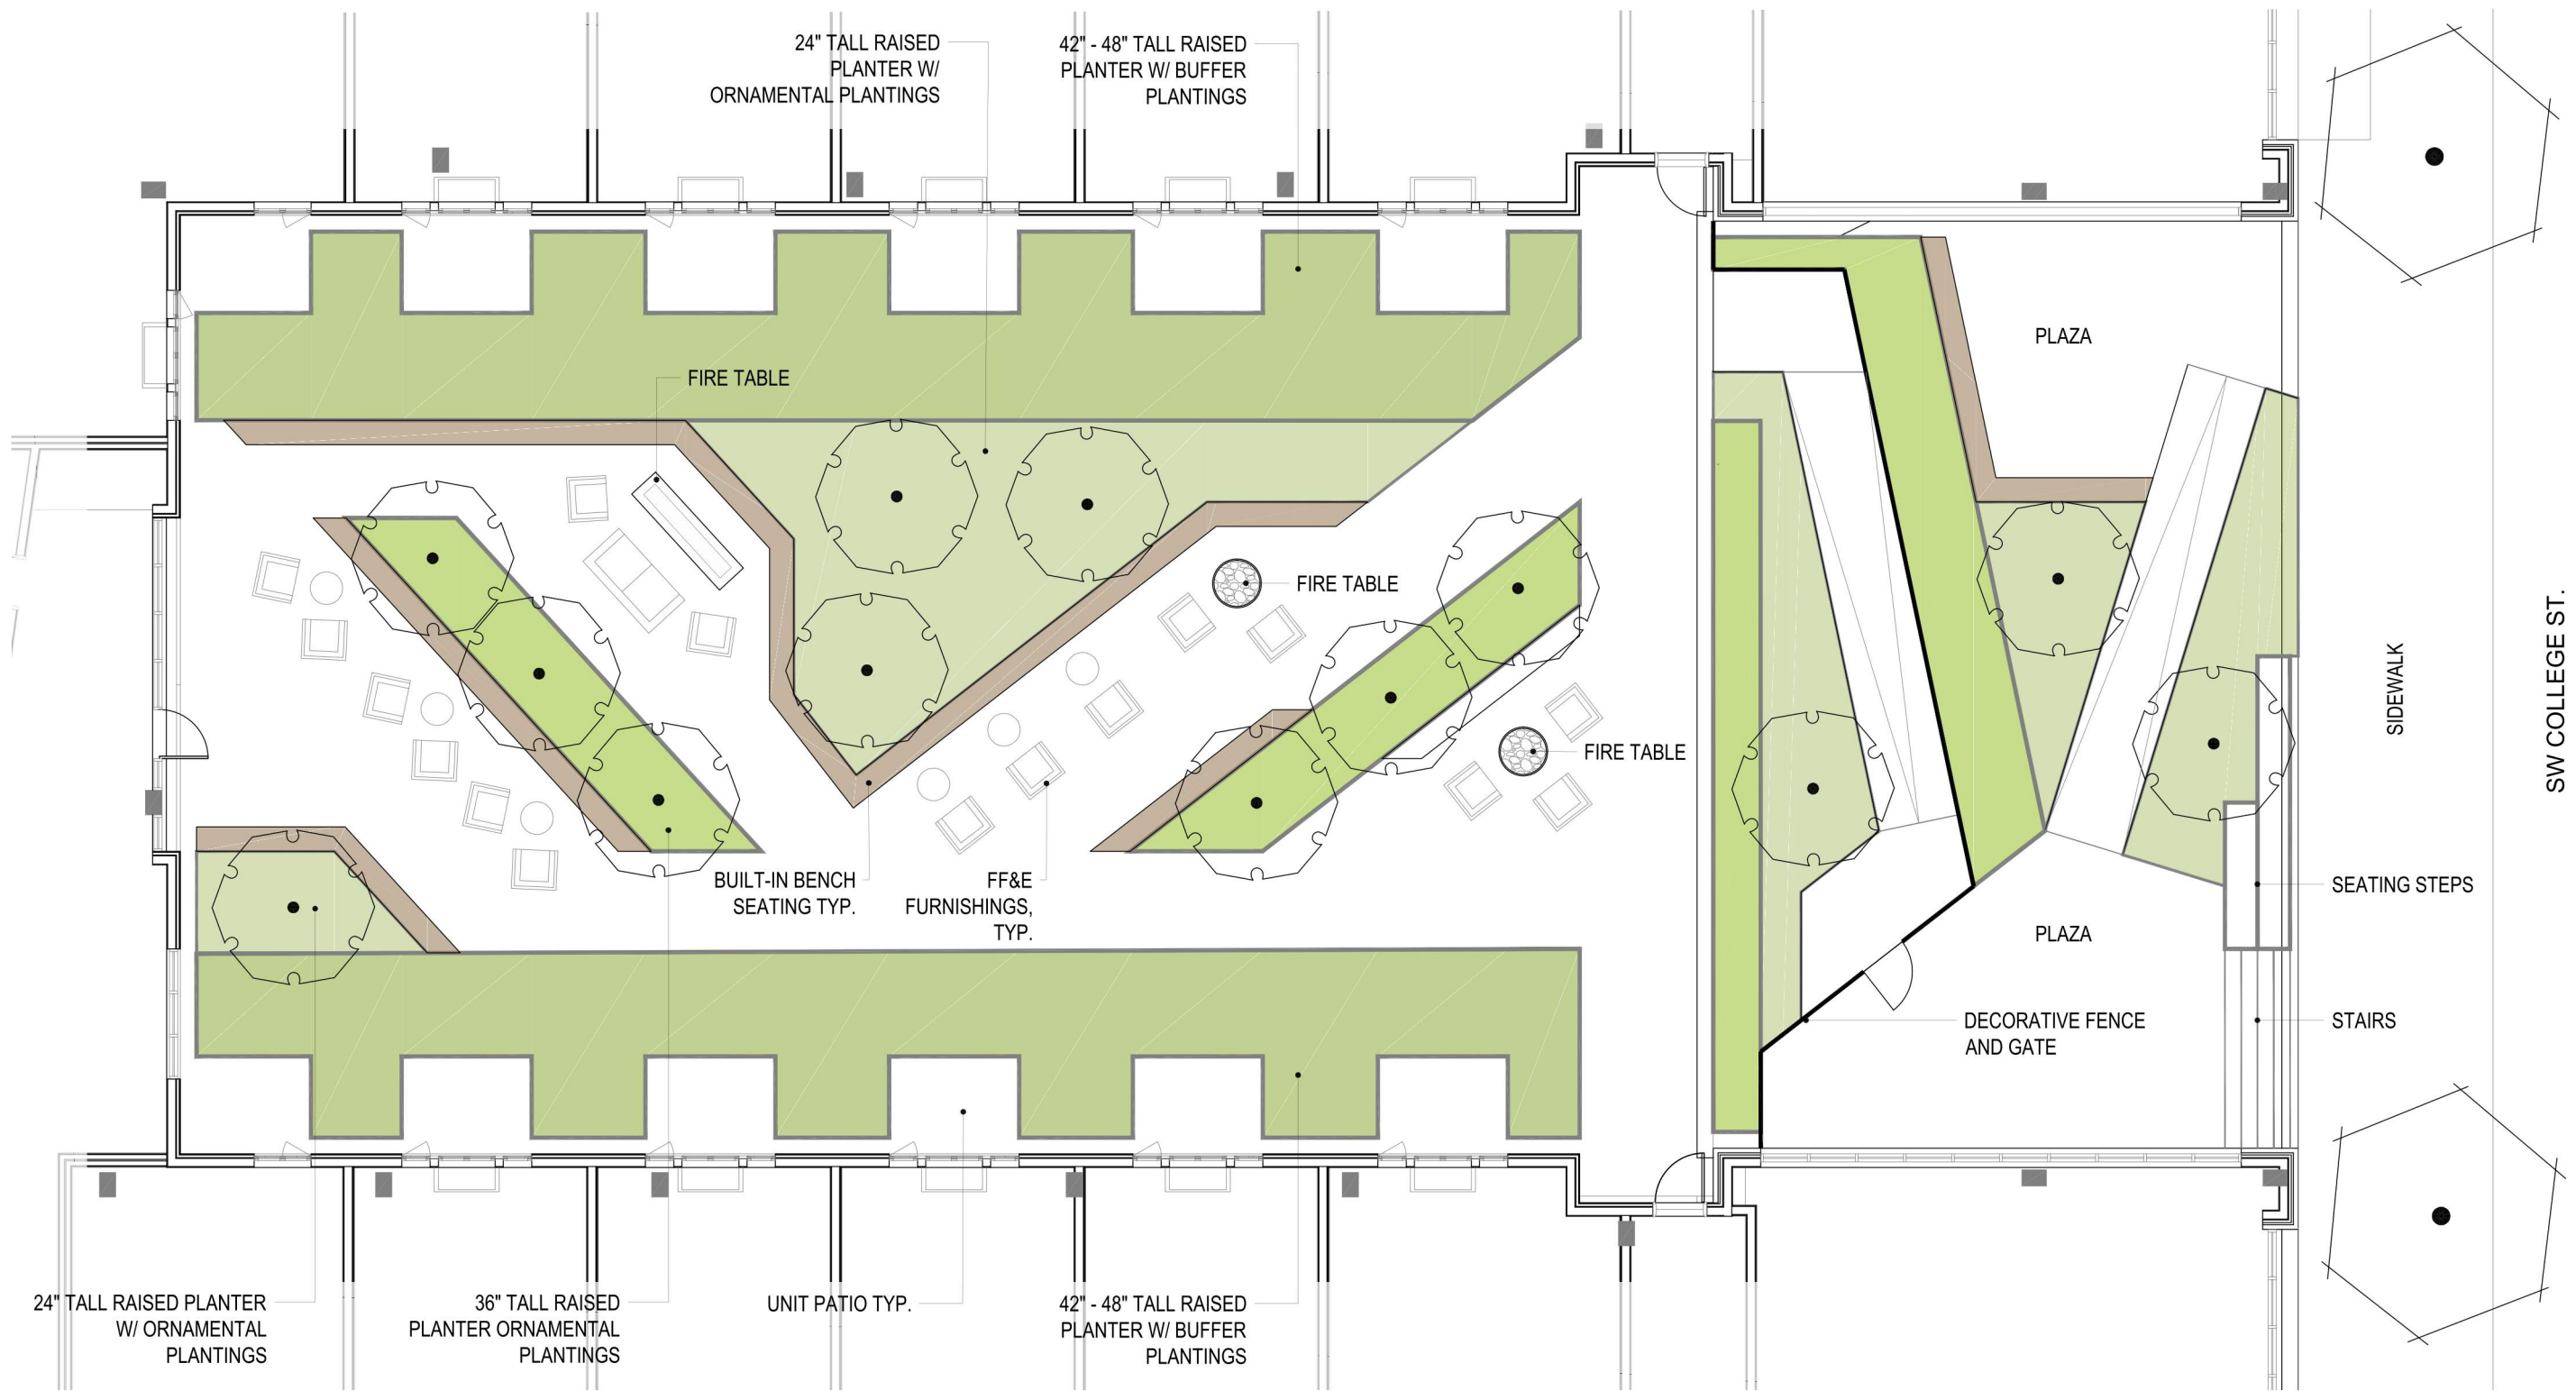 24" TALL RAISED
PLANTER W/
ORNAMENTAL PLANTINGS
42" - 48" TALL RAISED
PLANTER W/ BUFFER
PLANTINGS
FIRE TABLE
PLAZA
FIRE TABLE
FIRE TABLE
SIDEWALK
SW COLLEGE ST.
BUILT-IN BENCH
SEATING TYP.
FF&E
FURNISHINGS,
TYP.
SEATING STEPS
PLAZA
DECORATIVE FENCE
AND GATE
STAIRS
24" TALL RAISED PLANTER
W/ ORNAMENTAL
PLANTINGS
36" TALL RAISED
PLANTER ORNAMENTAL
PLANTINGS
UNIT PATIO TYP.
42" - 48" TALL RAISED
PLANTER W/ BUFFER
PLANTINGS